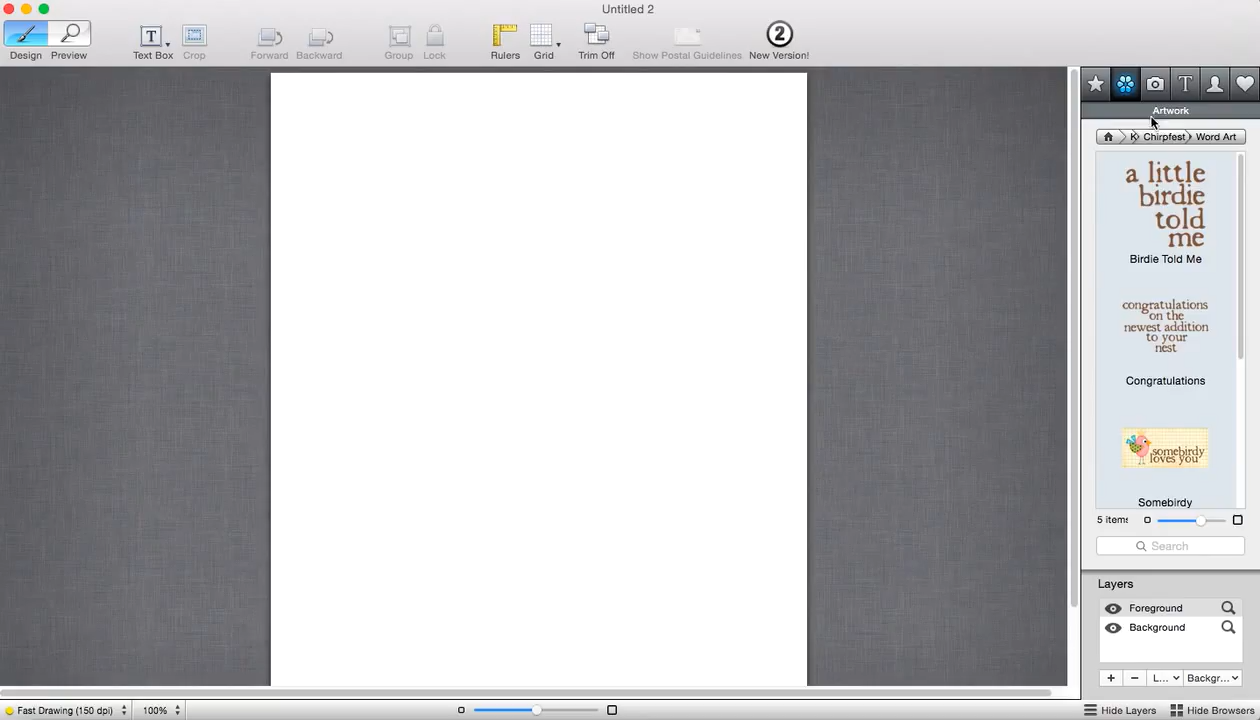 Untitled 2
Design Preview Text Box Crop Forward Backward Group Lock Rulers Grid Trim Off Show Postal Guidelines New Version!
Artwork
Chirpfest Word Art
a little
birdie
told
me
Birdie Told Me
congratulations
on the
newest addition
to your
nest
Congratulations
somebirdy
loves you
Somebirdy
5 items
Search
Layers
Foreground
Background
L... Backgr...
Fast Drawing (150 dpi) 100% Hide Layers Hide Browsers